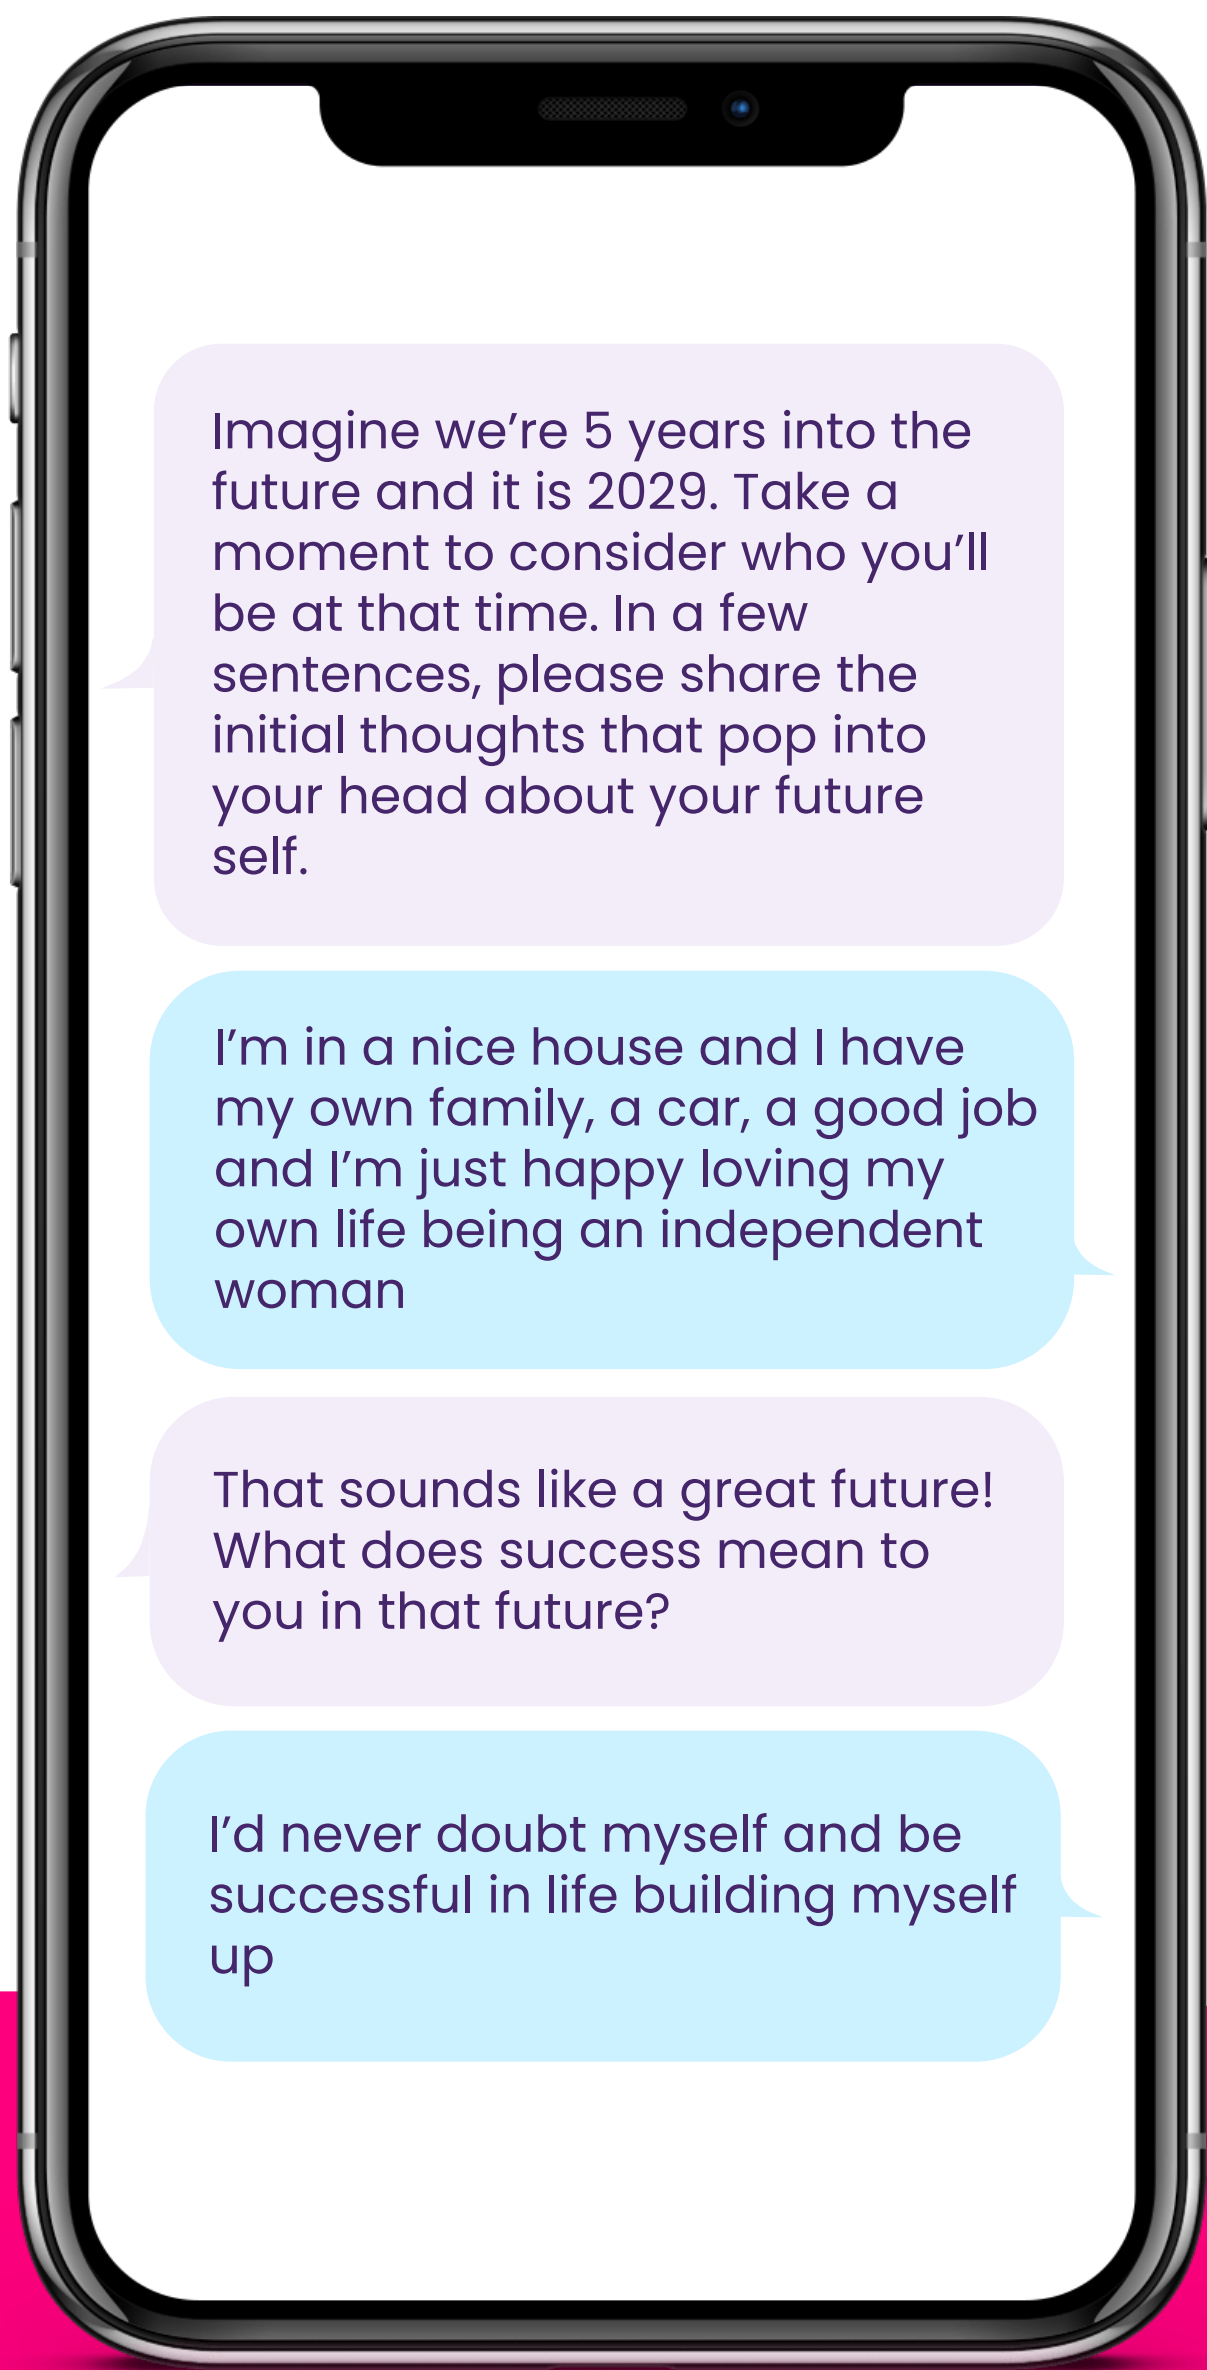 Imagine we’re 5 years into the
future and it is 2029. Take a
moment to consider who you’ll
be at that time. In a few
sentences, please share the
initial thoughts that pop into
your head about your future
self.
I’m in a nice house and I have
my own family, a car, a good job
and I’m just happy loving my
own life being an independent
woman
That sounds like a great future!
What does success mean to
you in that future?
I’d never doubt myself and be
successful in life building myself
up